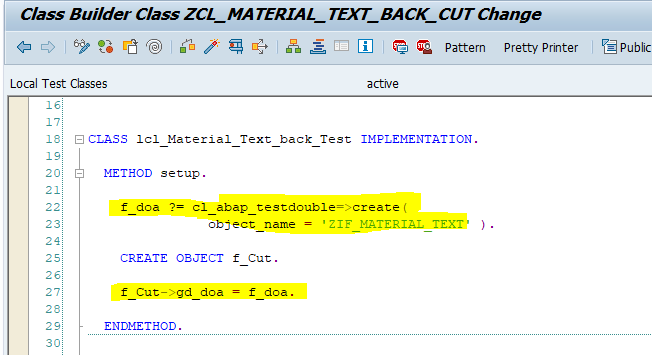 Class Builder Class ZCL_MATERIAL_TEXT_BACK_CUT Change
Pattern Pretty Printer Public
Local Test Classes active
16
17
18 CLASS lcl_Material_Text_back_Test IMPLEMENTATION.
19
20 METHOD setup.
21
22 f_doa ?= cl_abap_testdouble=>create(
23 object_name = 'ZIF_MATERIAL_TEXT' ).
24
25 CREATE OBJECT f_Cut.
26
27 f_Cut->gd_doa = f_doa.
28
29 ENDMETHOD.
30